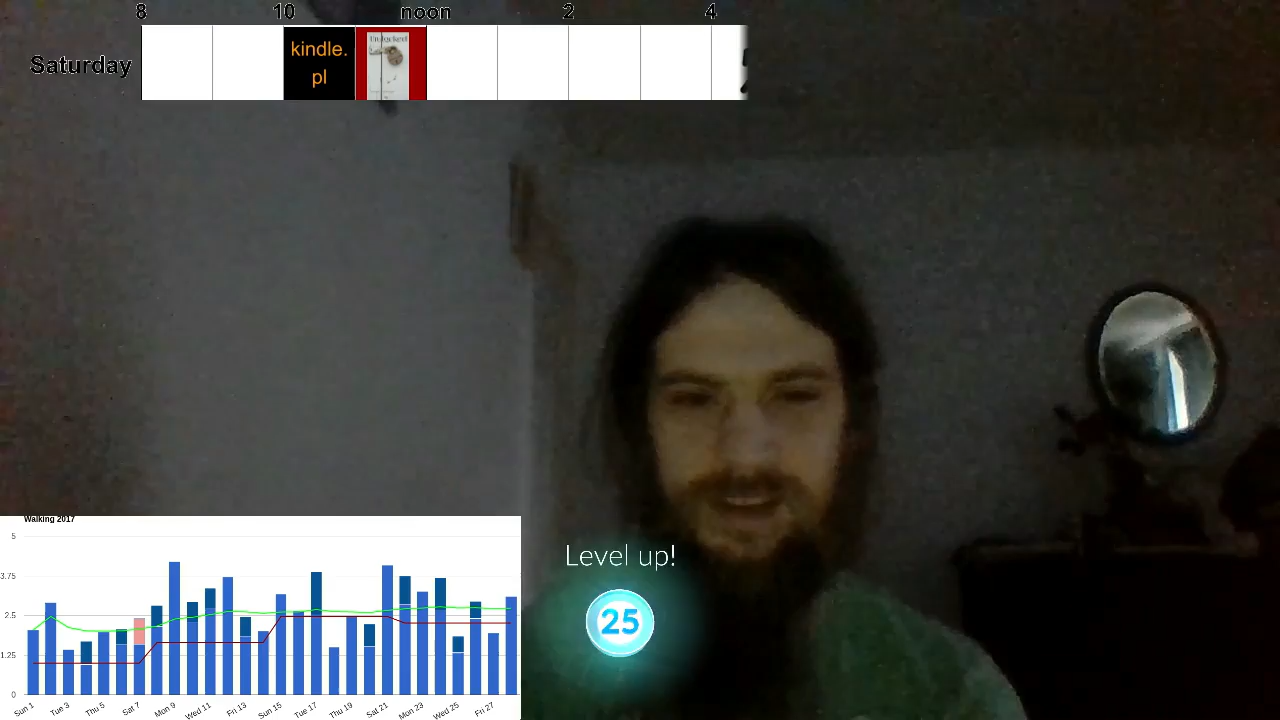 8 10 noon 2 4
Saturday
kindle.
pl
Walking 2017
5
3.75
2.5
1.25
0
Sun 1 Tue 3 Thu 5 Sat 7 Mon 9 Wed 11 Fri 13 Sun 15 Tue 17 Thu 19 Sat 21 Mon 23 Wed 25 Fri 27
Level up!
25